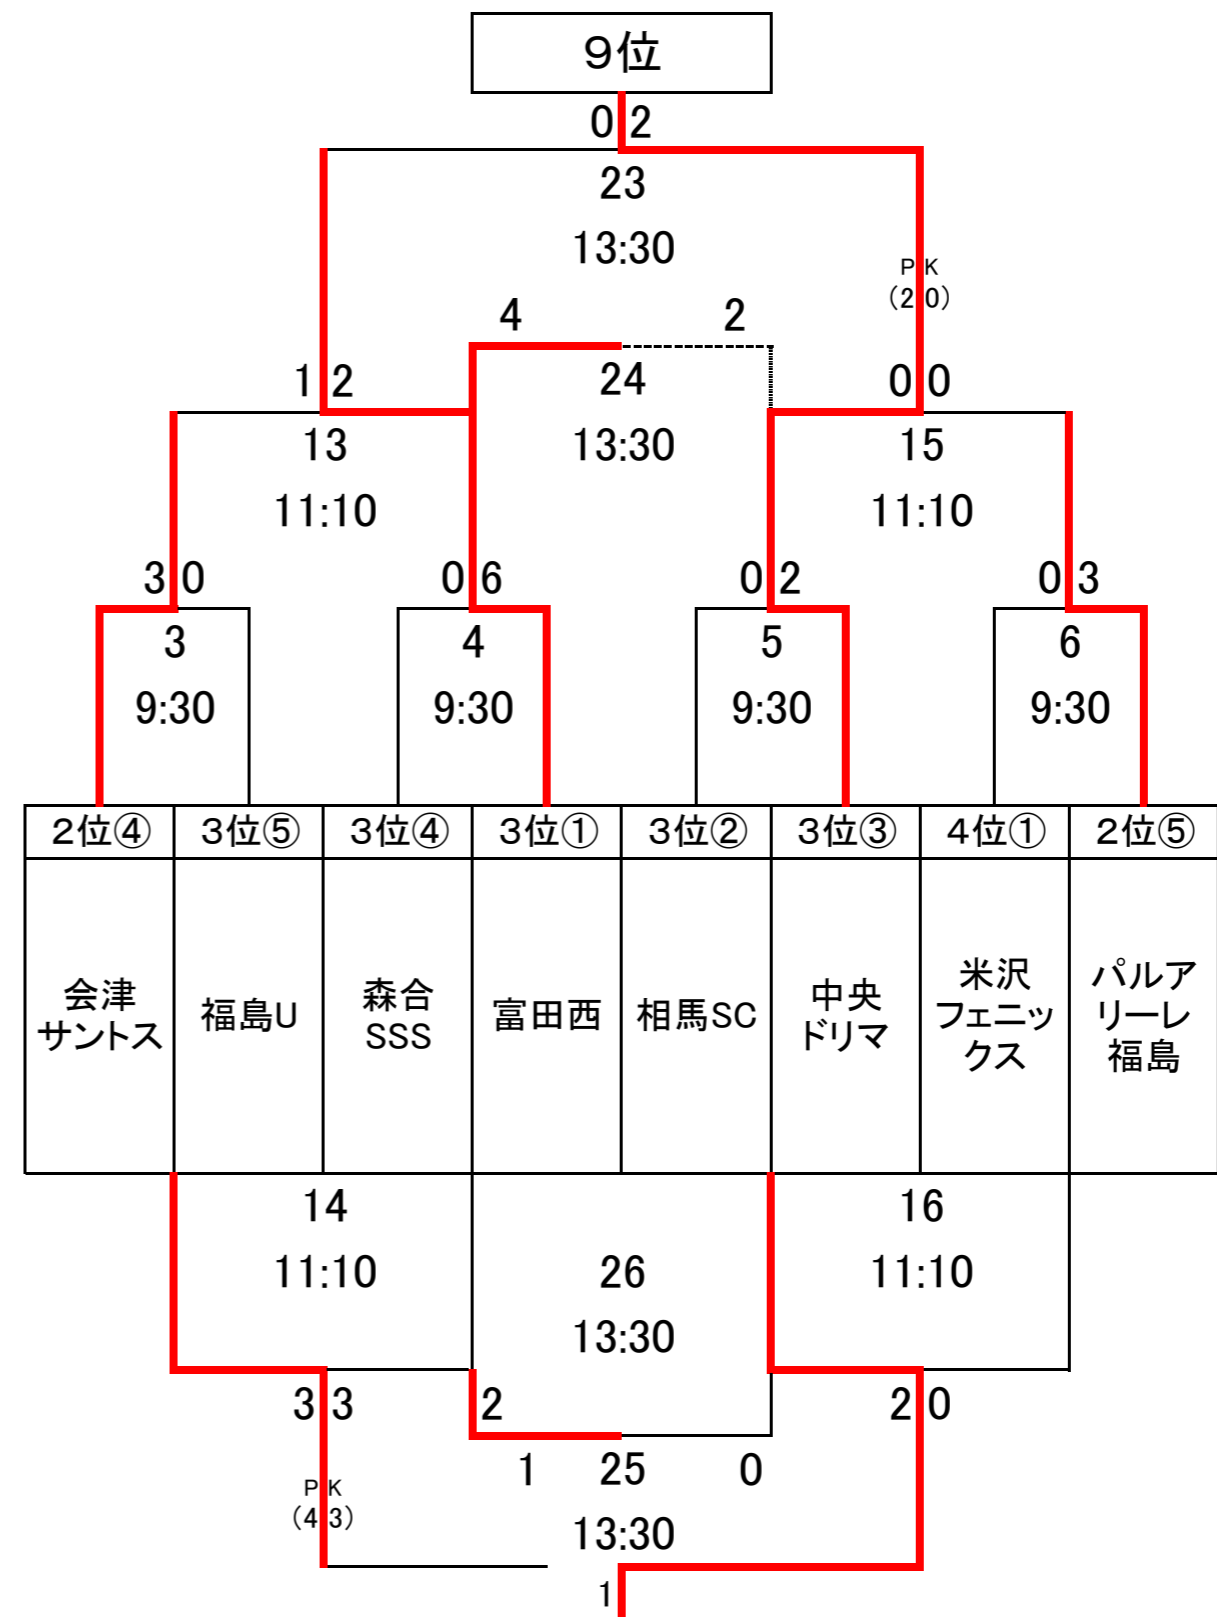 ９位
0 2
23
13:30
PK
(2 0)
4 2
24
13:30
1 2
0 0
13
11:10
15
11:10
3 0
0 6
0 2
0 3
3
9:30
4
9:30
5
9:30
6
9:30
２位④ ３位⑤ ３位④ ３位① ３位② ３位③ ４位① ２位⑤
会津
サントス
福島U
森合
SSS
富田西
相馬SC
中央
ドリマ
米沢
フェニッ
クス
パルア
リーレ
福島
14
11:10
16
11:10
26
13:30
3 3
2
2 0
1 25 0
PK
(4 3)
13:30
1